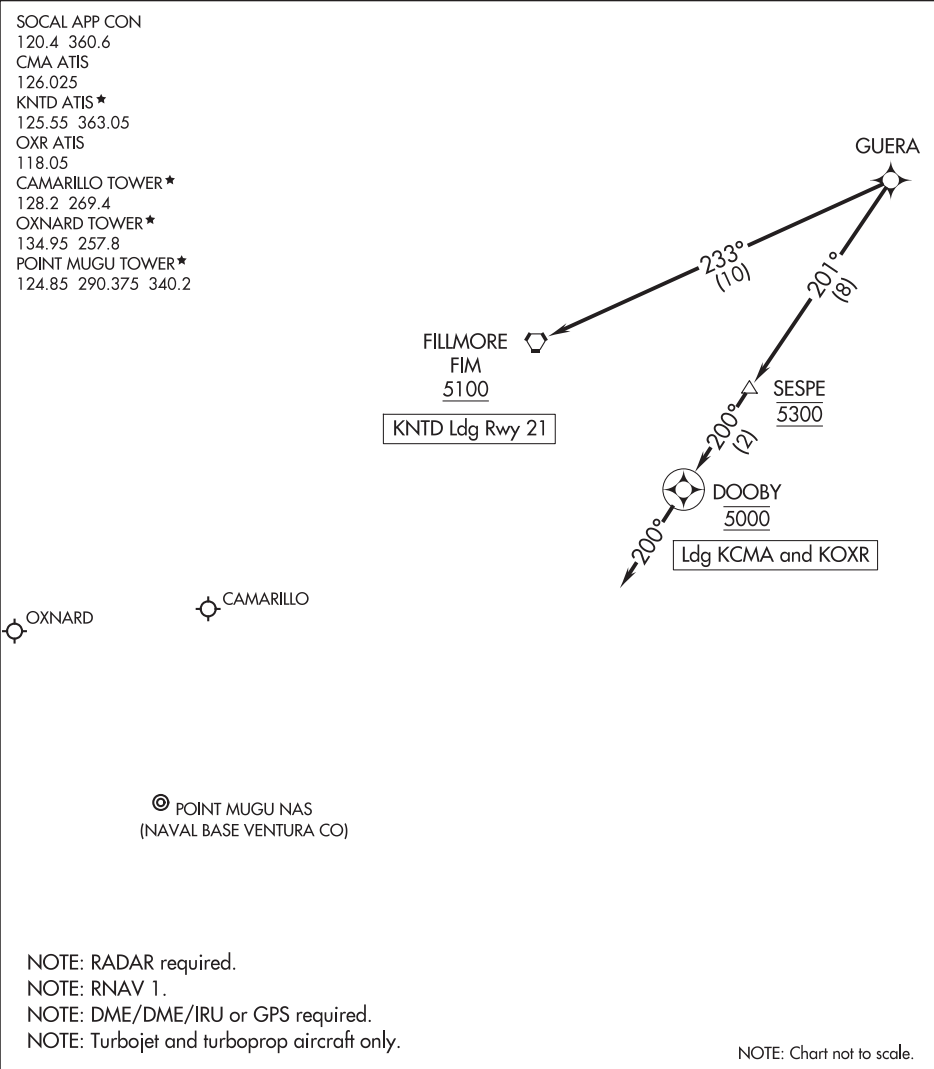 SOCAL APP CON
120.4 360.6
CMA ATIS
126.025
KNTD ATIS★
125.55 363.05
OXR ATIS
118.05
CAMARILLO TOWER★
128.2 269.4
OXNARD TOWER★
134.95 257.8
POINT MUGU TOWER★
124.85 290.375 340.2
GUERA
233°
(10)
201°
(8)
FILLMORE
FIM
5100
KNTD Ldg Rwy 21
SESPE
5300
200°
(2)
DOOBY
5000
Ldg KCMA and KOXR
200°
CAMARILLO
OXNARD
POINT MUGU NAS
(NAVAL BASE VENTURA CO)
NOTE: RADAR required.
NOTE: RNAV 1.
NOTE: DME/DME/IRU or GPS required.
NOTE: Turbojet and turboprop aircraft only.
NOTE: Chart not to scale.